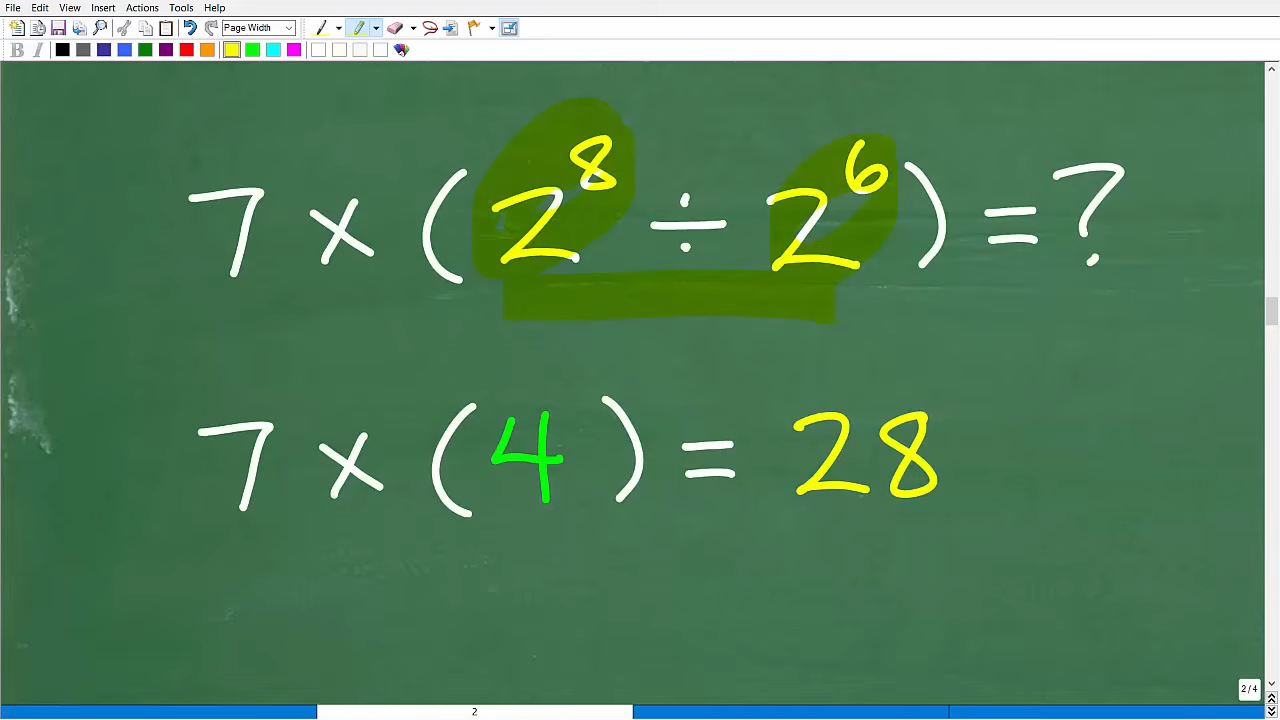 File Edit View Insert Actions Tools Help
Page Width
B I
7 × (2⁸ ÷ 2⁶) = ?
7 × (4) = 28
2/4
2